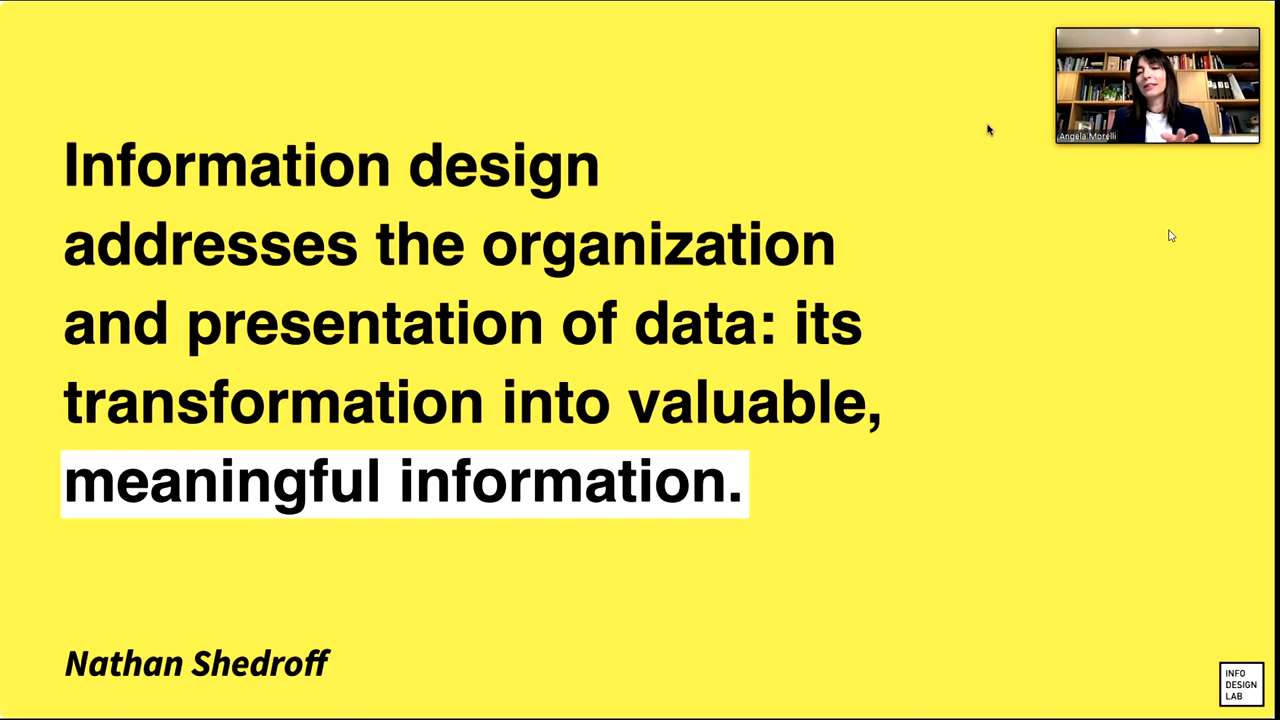 Angela Morelli
Information design
addresses the organization
and presentation of data: its
transformation into valuable,
meaningful information.
Nathan Shedroff
INFO
DESIGN
LAB